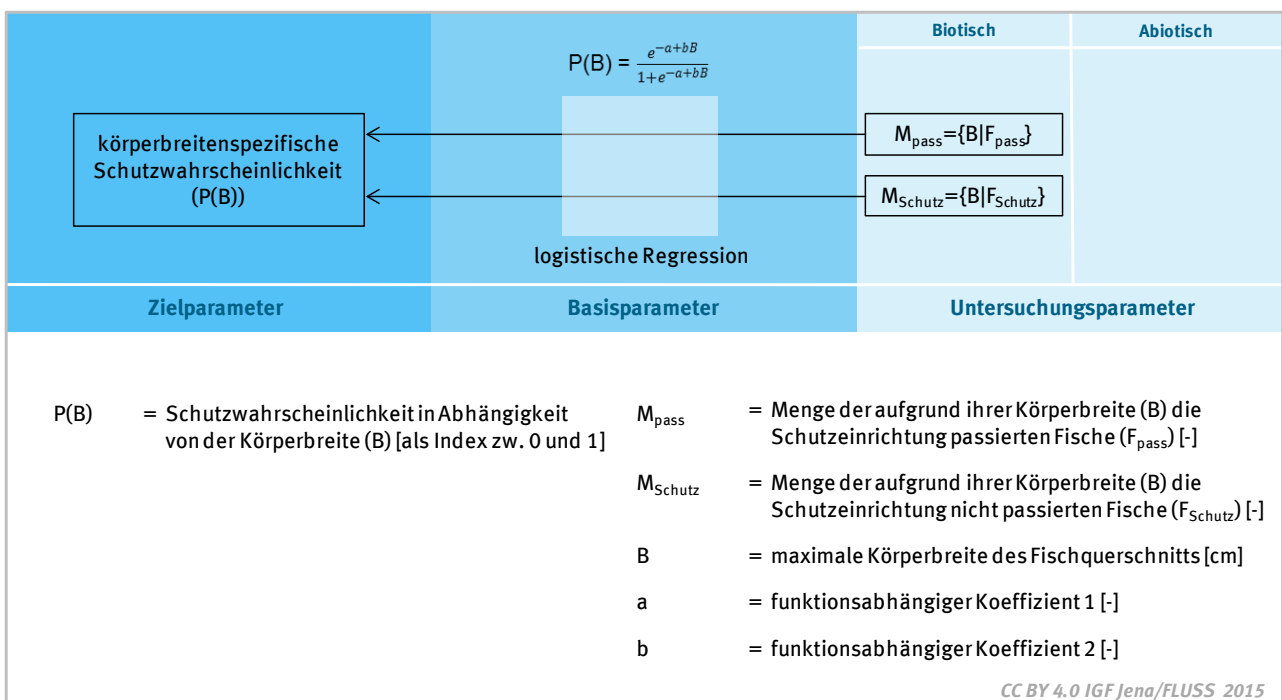 Biotisch
Abiotisch
P(B) = e^{-a+bB} / 1+e^{-a+bB}
körperbreitenspezifische
Schutzwahrscheinlichkeit
(P(B))
M_pass={B|F_pass}
M_Schutz={B|F_Schutz}
logistische Regression
Zielparameter
Basisparameter
Untersuchungsparameter
P(B) = Schutzwahrscheinlichkeit in Abhängigkeit
von der Körperbreite (B) [als Index zw. 0 und 1]
M_pass = Menge der aufgrund ihrer Körperbreite (B) die
Schutzeinrichtung passierten Fische (F_pass) [-]
M_Schutz = Menge der aufgrund ihrer Körperbreite (B) die
Schutzeinrichtung nicht passierten Fische (F_Schutz) [-]
B = maximale Körperbreite des Fischquerschnitts [cm]
a = funktionsabhängiger Koeffizient 1 [-]
b = funktionsabhängiger Koeffizient 2 [-]
CC BY 4.0 IGF Jena/FLUSS 2015